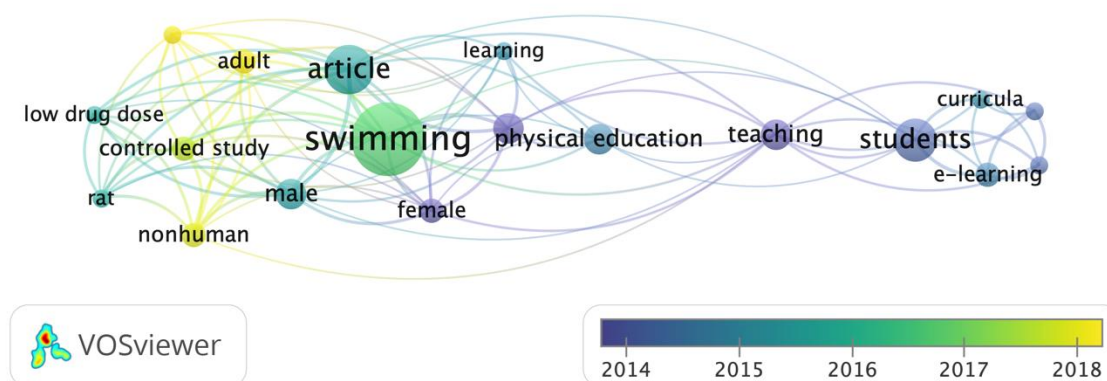 learning
adult
article
curricula
low drug dose
swimming
physical education
teaching
students
controlled study
e-learning
rat
male
female
nonhuman
VOSviewer
2014 2015 2016 2017 2018